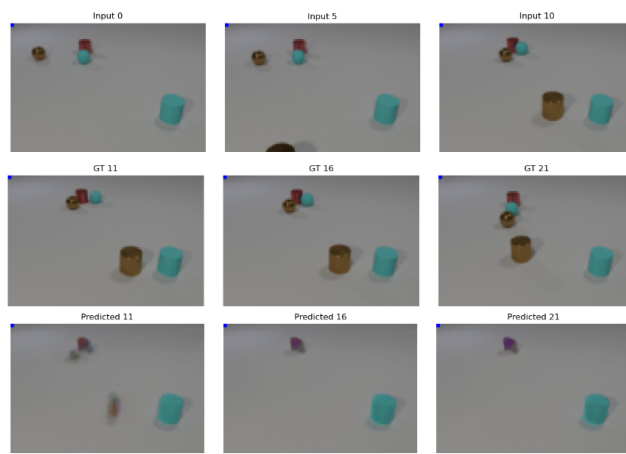 Input 0
Input 5
Input 10
GT 11
GT 16
GT 21
Predicted 11
Predicted 16
Predicted 21